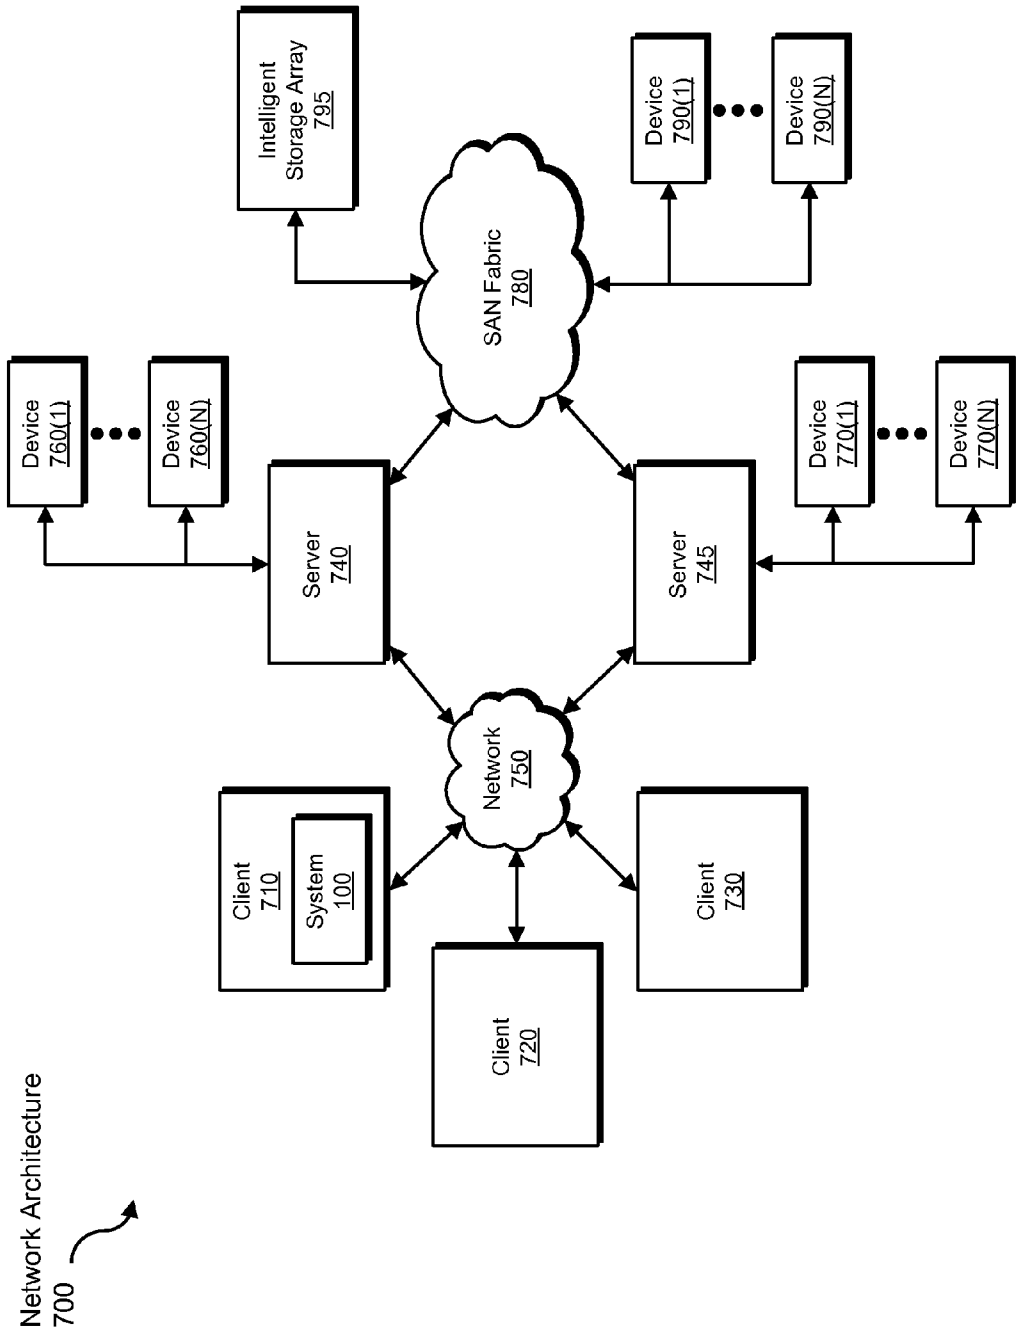 Network Architecture
700
Client
710
System
100
Client
720
Client
730
Network
750
Server
740
Server
745
Device
760(1)
Device
760(N)
Device
770(1)
Device
770(N)
SAN Fabric
780
Intelligent
Storage Array
795
Device
790(1)
Device
790(N)